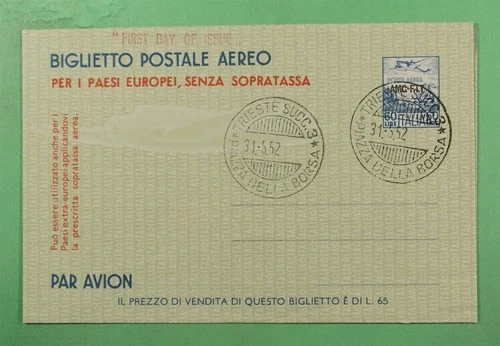 "FIRST DAY OF ISSUE
BIGLIETTO POSTALE AEREO
PER I PAESI EUROPEI, SENZA SOPRATASSA
POSTA AEREA
AMG-FTT
60
LIRE
ITALIANE
TRIESTE SUCC. 3
31.5.52
PIAZZA DELLA BORSA
TRIESTE SUCC. 3
31.5.52
PIAZZA DELLA BORSA
Può essere utilizzato anche per i
Paesi extra-europei applicandovi
la prescritta sopratassa aerea.
PAR AVION
IL PREZZO DI VENDITA DI QUESTO BIGLIETTO È DI L. 65